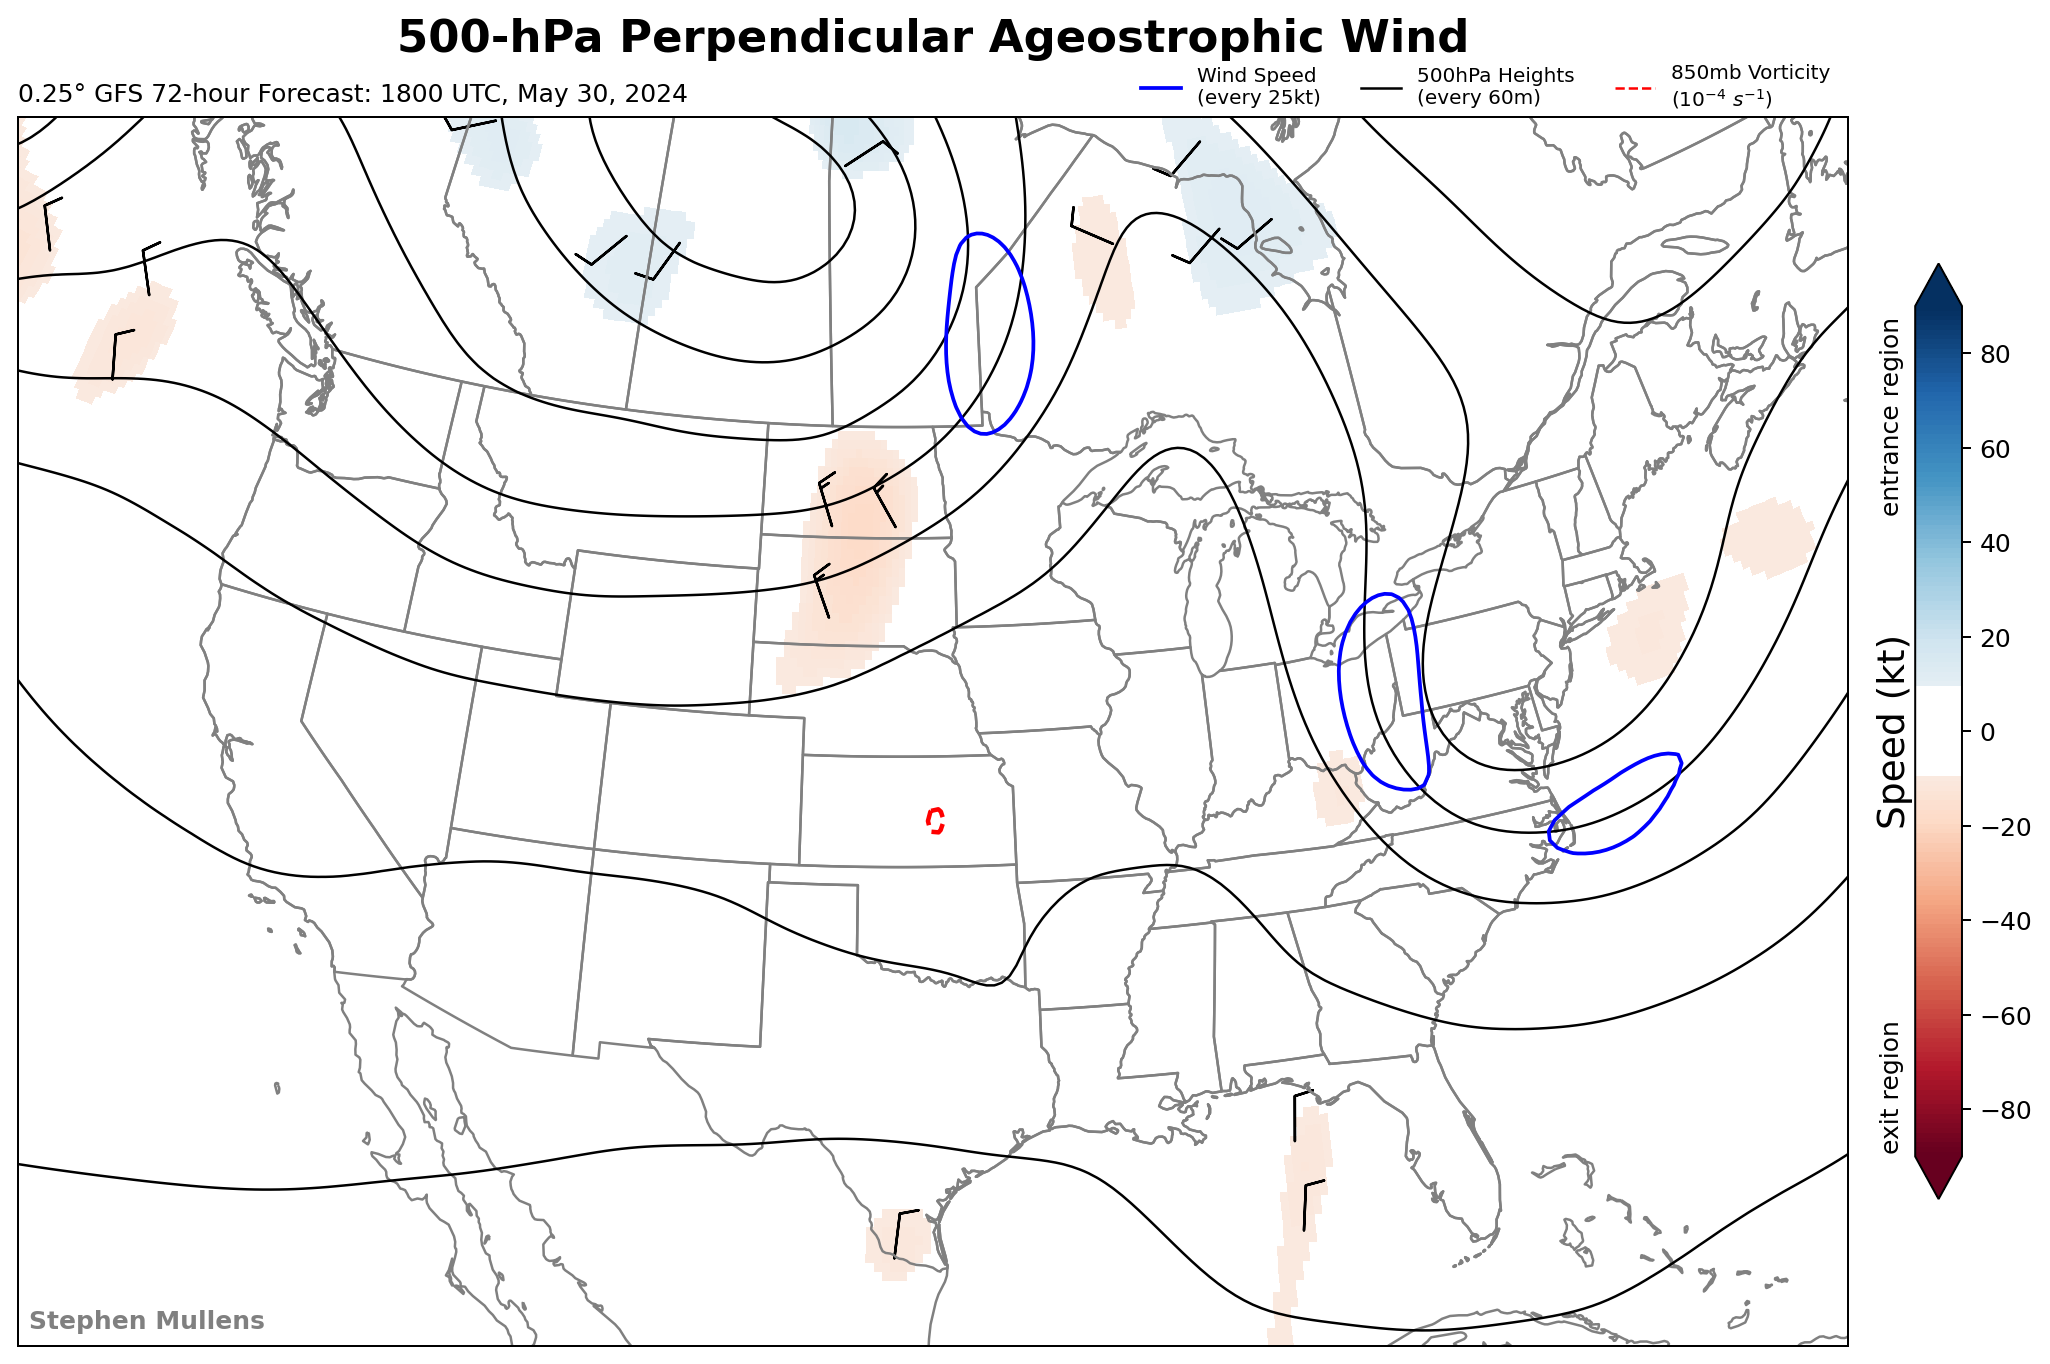 500-hPa Perpendicular Ageostrophic Wind
0.25° GFS 72-hour Forecast: 1800 UTC, May 30, 2024
Wind Speed
(every 25kt)
500hPa Heights
(every 60m)
850mb Vorticity
(10⁻⁴ s⁻¹)
entrance region
Speed (kt)
exit region
80
60
40
20
0
−20
−40
−60
−80
Stephen Mullens